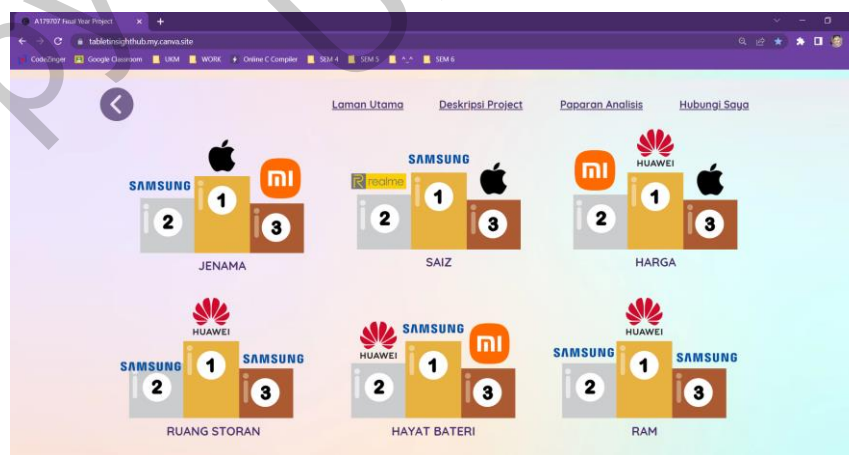 A179707 Final Year Project
tabletinsighthub.my.canva.site
CodeZinger Google Classroom UKM WORK Online C Compiler SEM 4 SEM 5 ^_^ SEM 6
Laman Utama Deskripsi Project Paparan Analisis Hubungi Saya
SAMSUNG
1
2
3
JENAMA
realme
SAMSUNG
1
2
3
SAIZ
HUAWEI
1
2
3
HARGA
HUAWEI
SAMSUNG
SAMSUNG
1
2
3
RUANG STORAN
HUAWEI
SAMSUNG
1
2
3
HAYAT BATERI
HUAWEI
SAMSUNG
SAMSUNG
1
2
3
RAM